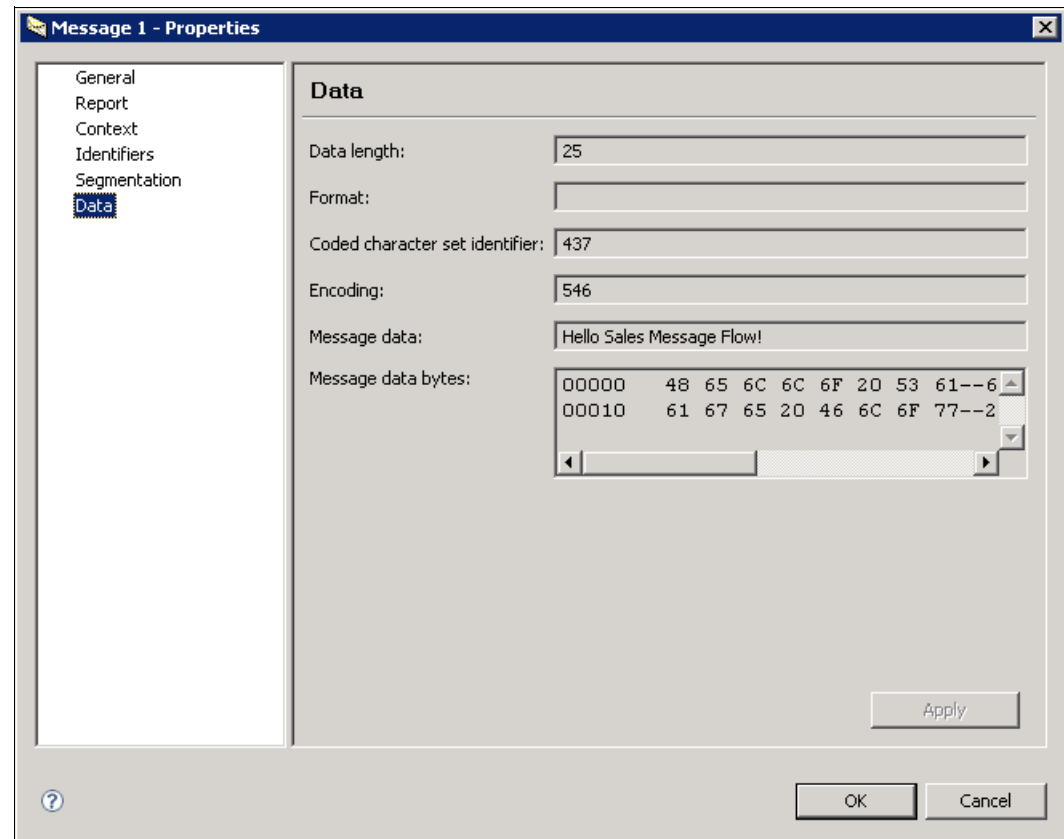 Message 1 - Properties
General
Report
Context
Identifiers
Segmentation
Data
Data
Data length: 25
Format:
Coded character set identifier: 437
Encoding: 546
Message data: Hello Sales Message Flow!
Message data bytes:
00000 48 65 6C 6C 6F 20 53 61--6
00010 61 67 65 20 46 6C 6F 77--2
Apply
?
OK Cancel